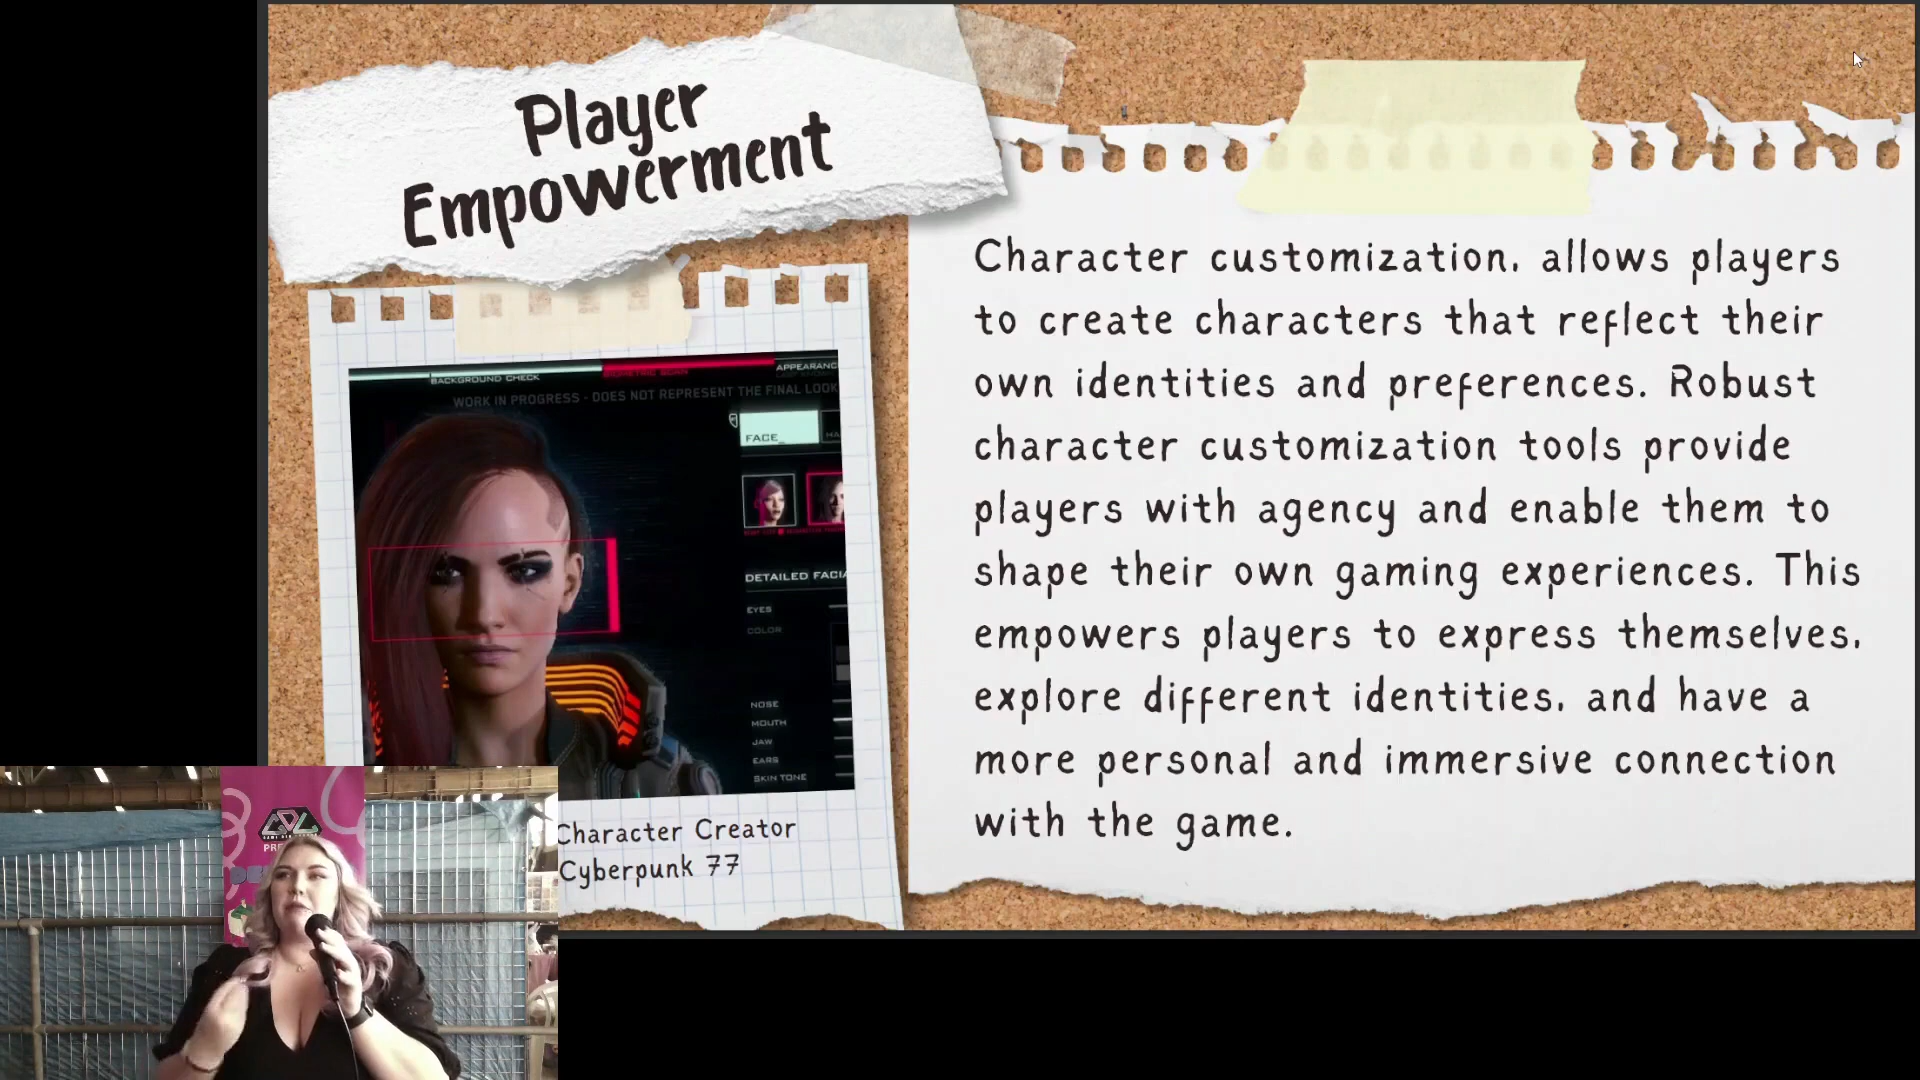 Player
Empowerment
Character customization, allows players
to create characters that reflect their
own identities and preferences. Robust
character customization tools provide
players with agency and enable them to
shape their own gaming experiences. This
empowers players to express themselves,
explore different identities, and have a
more personal and immersive connection
with the game.
BACKGROUND CHECK
APPEARANC
WORK IN PROGRESS - DOES NOT REPRESENT THE FINAL LOOK
FACE_
HA
DETAILED FACIA
EYES
COLOR
NOSE
MOUTH
JAW
EARS
SKIN TONE
Character Creator
Cyberpunk 77